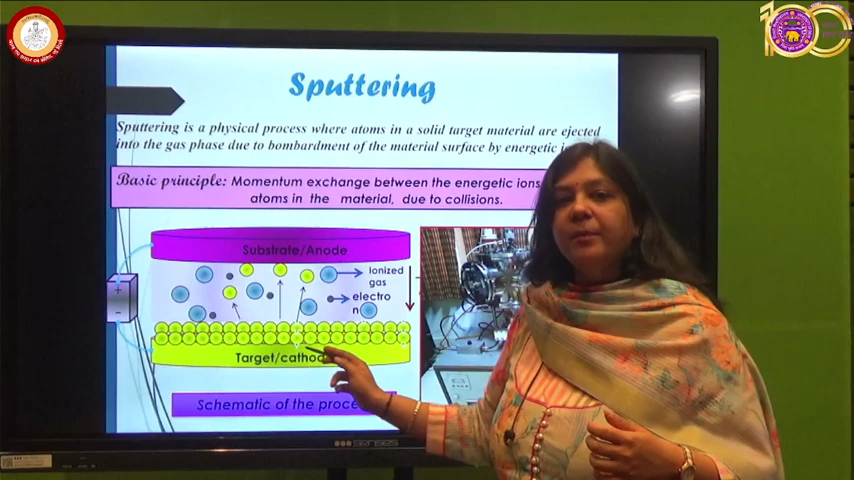 Sputtering
Sputtering is a physical process where atoms in a solid target material are ejected
into the gas phase due to bombardment of the material surface by energetic
Basic principle: Momentum exchange between the energetic ions
atoms in the material, due to collisions.
Substrate/Anode
Ionized
gas
electro
n
+
-
Target/cathod
Schematic of the proce
SENSES
100